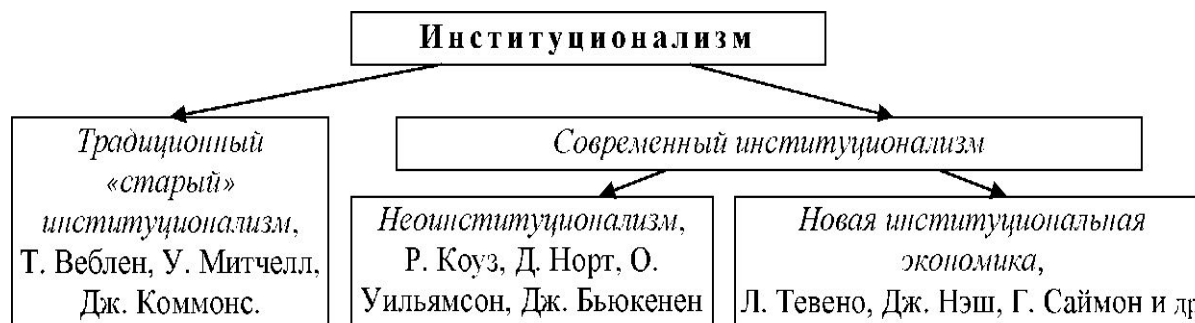 Институционализм
Традиционный
«старый»
институционализм,
Т. Веблен, У. Митчелл,
Дж. Коммонс.
Современный институционализм
Неоинституционализм,
Р. Коуз, Д. Норт, О.
Уильямсон, Дж. Бьюкенен
Новая институциональная
экономика,
Л. Тевено, Дж. Нэш, Г. Саймон и др